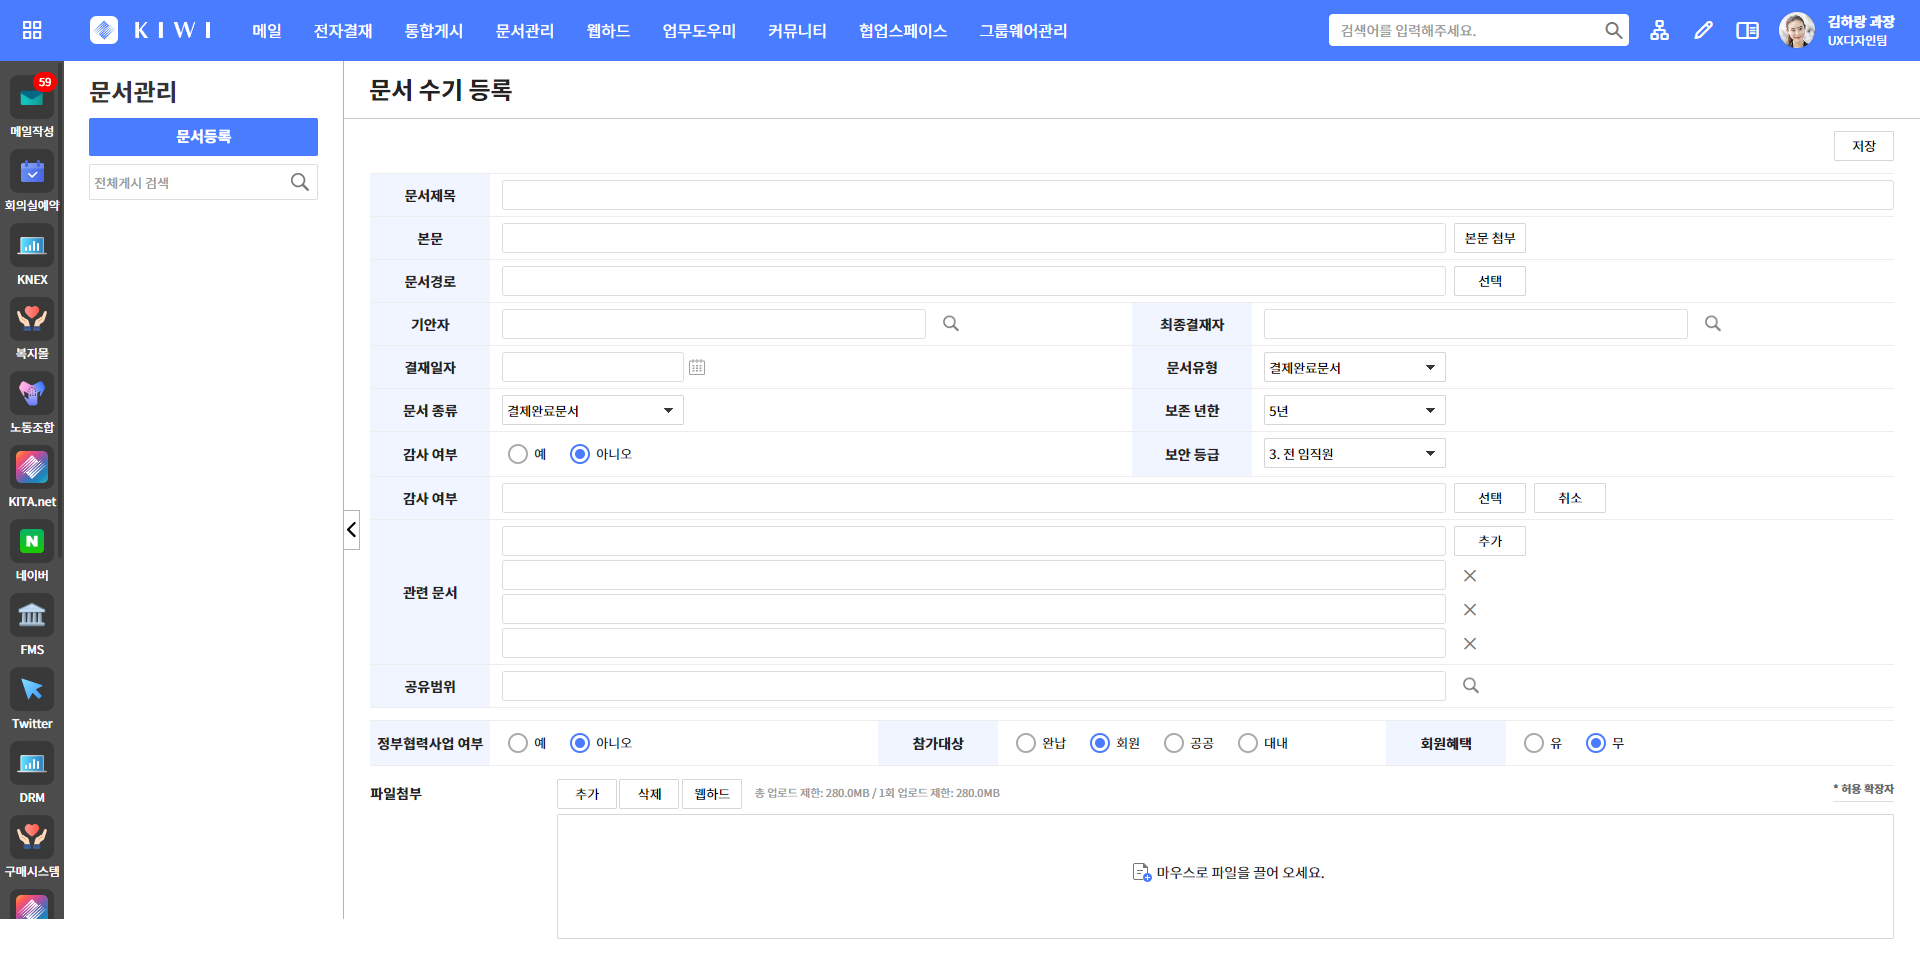 KIWI 메일 전자결재 통합게시 문서관리 웹하드 업무도우미 커뮤니티 협업스페이스 그룹웨어관리 검색어를 입력해주세요. 김하랑 과장
UX디자인팀
59
메일작성
회의실예약
KNEX
복지몰
노동조합
KITA.net
N
네이버
FMS
Twitter
DRM
구매시스템
문서관리
문서등록
전체게시 검색
문서 수기 등록
저장
문서제목
본문 본문 첨부
문서경로 선택
기안자 최종결재자
결재일자 문서유형 결제완료문서
문서 종류 결제완료문서 보존 년한 5년
감사 여부 예 아니오 보안 등급 3. 전 임직원
감사 여부 선택 취소
추가
관련 문서
공유범위
정부협력사업 여부 예 아니오 참가대상 완납 회원 공공 대내 회원혜택 유 무
파일첨부 추가 삭제 웹하드 총 업로드 제한: 280.0MB / 1회 업로드 제한: 280.0MB * 허용 확장자
마우스로 파일을 끌어 오세요.